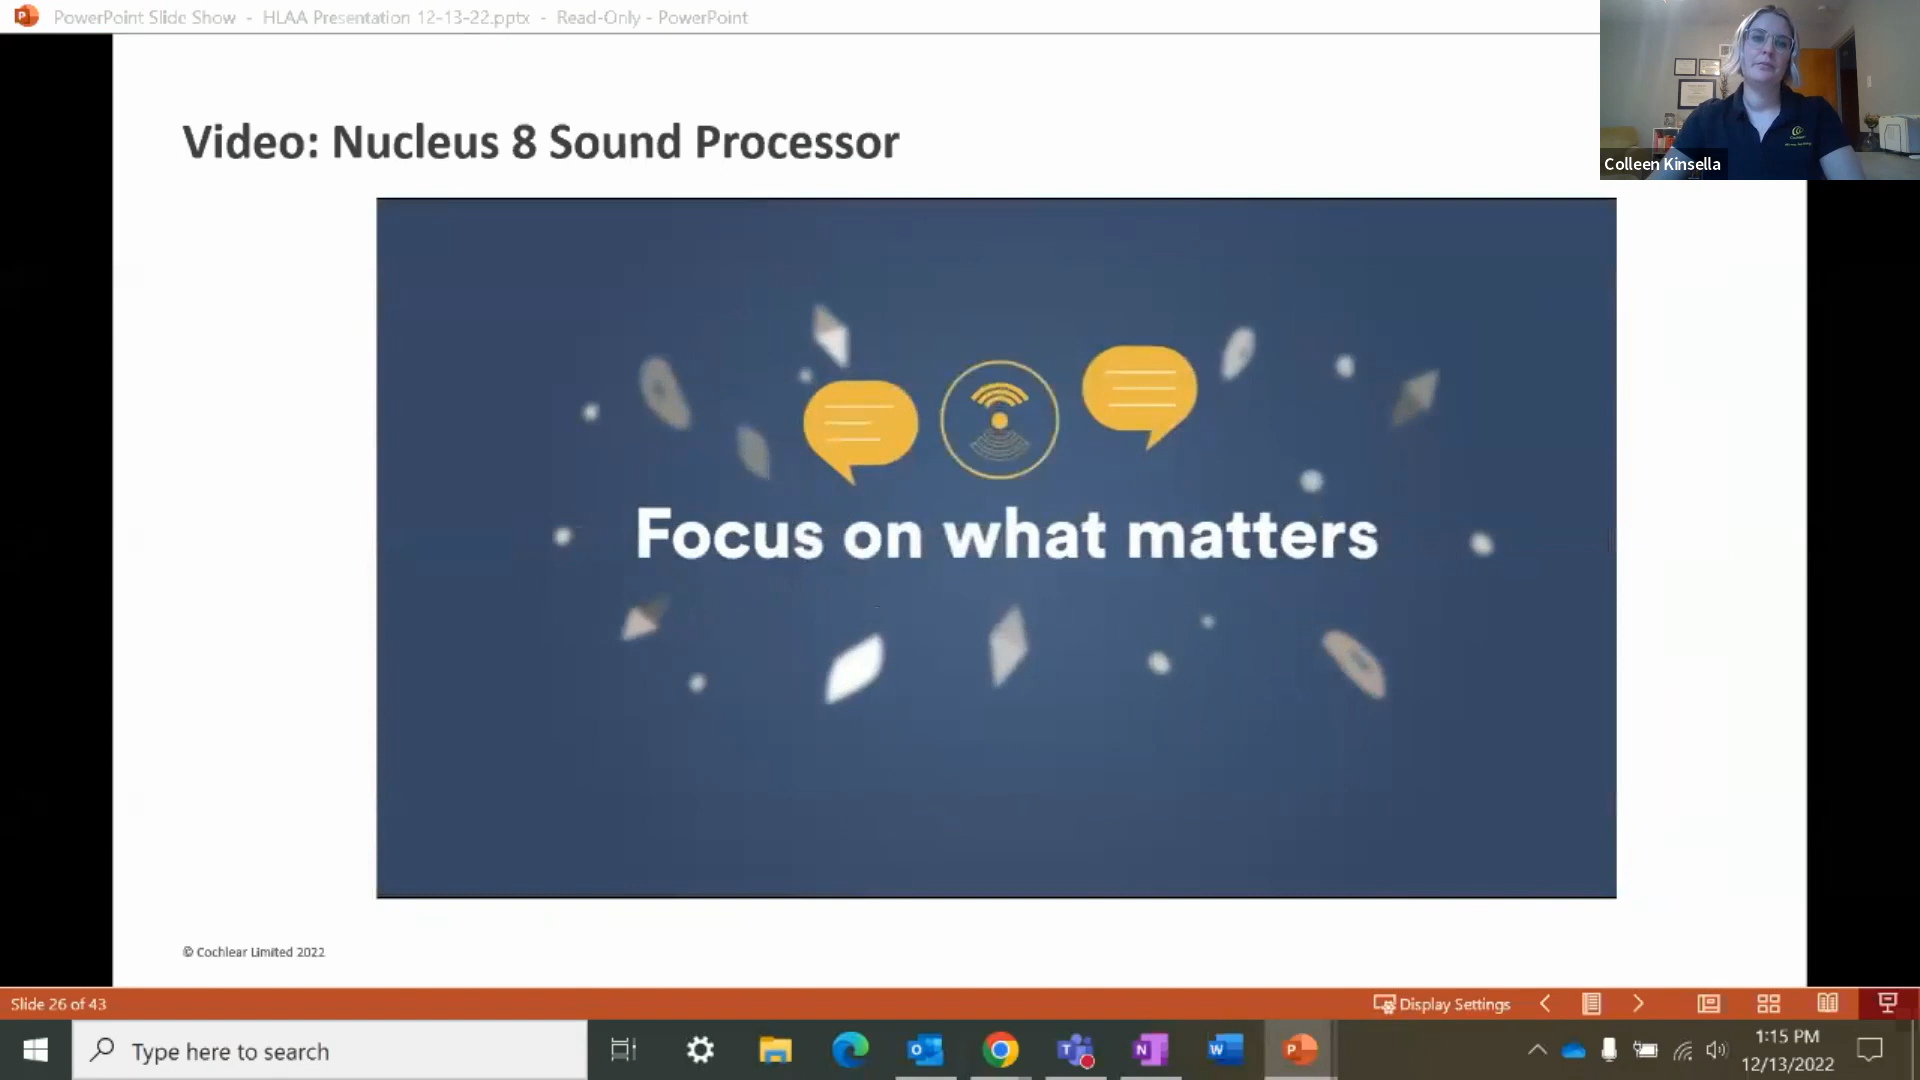 PowerPoint Slide Show - HLAA Presentation 12-13-22.pptx - Read-Only - PowerPoint
Colleen Kinsella
Video: Nucleus 8 Sound Processor
Focus on what matters
© Cochlear Limited 2022
Slide 26 of 43
Display Settings
Type here to search
1:15 PM
12/13/2022